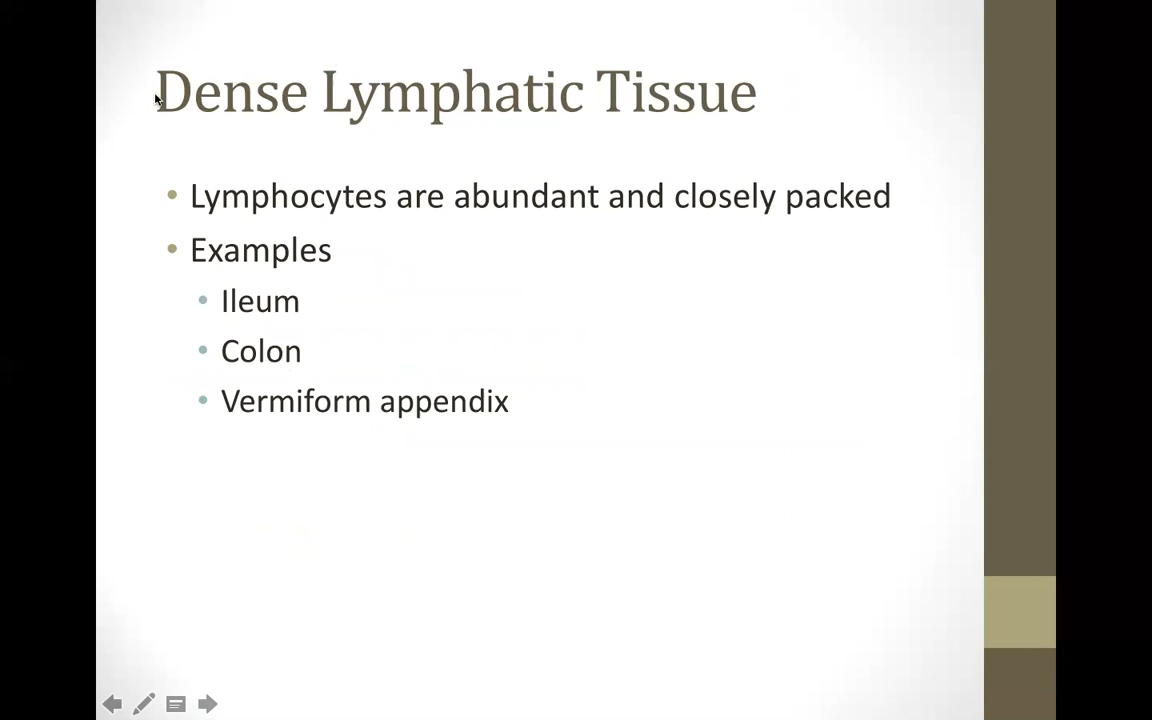 Dense Lymphatic Tissue
• Lymphocytes are abundant and closely packed
• Examples
• Ileum
• Colon
• Vermiform appendix